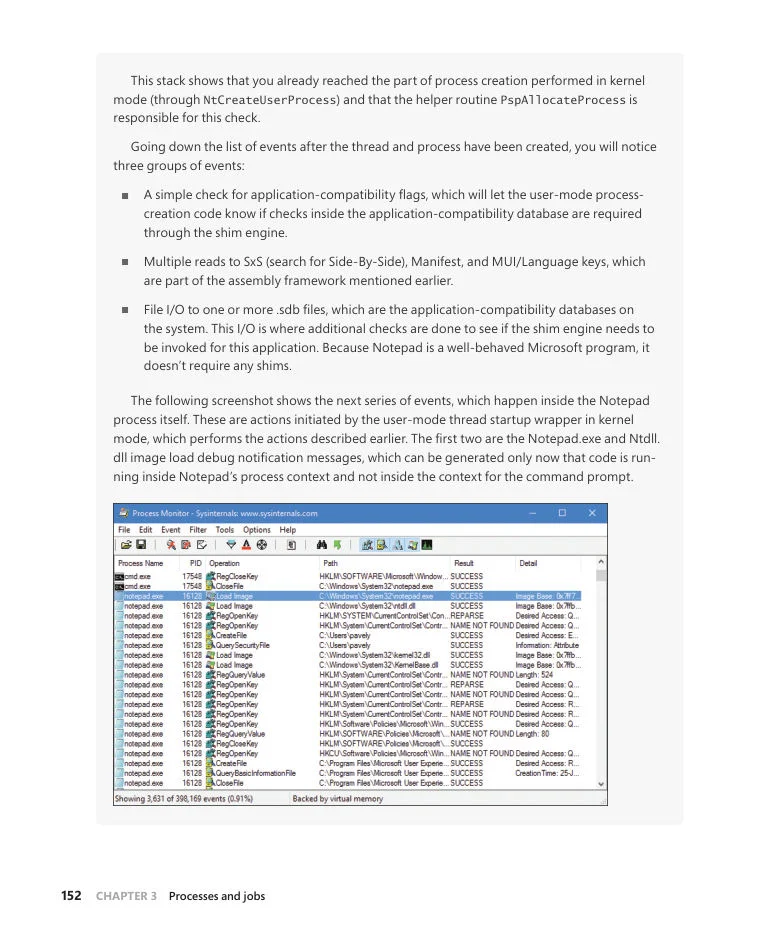 This stack shows that you already reached the part of process creation performed in kernel
mode (through NtCreateUserProcess) and that the helper routine PspAllocateProcess is
responsible for this check.
Going down the list of events after the thread and process have been created, you will notice
three groups of events:
■ A simple check for application-compatibility flags, which will let the user-mode process-
creation code know if checks inside the application-compatibility database are required
through the shim engine.
■ Multiple reads to SxS (search for Side-By-Side), Manifest, and MUI/Language keys, which
are part of the assembly framework mentioned earlier.
■ File I/O to one or more .sdb files, which are the application-compatibility databases on
the system. This I/O is where additional checks are done to see if the shim engine needs to
be invoked for this application. Because Notepad is a well-behaved Microsoft program, it
doesn’t require any shims.
The following screenshot shows the next series of events, which happen inside the Notepad
process itself. These are actions initiated by the user-mode thread startup wrapper in kernel
mode, which performs the actions described earlier. The first two are the Notepad.exe and Ntdll.
dll image load debug notification messages, which can be generated only now that code is run-
ning inside Notepad’s process context and not inside the context for the command prompt.
Process Monitor - Sysinternals: www.sysinternals.com
File Edit Event Filter Tools Options Help
Process Name PID Operation Path Result Detail
cmd.exe 17548 RegCloseKey HKLM\SOFTWARE\Microsoft\Window... SUCCESS
cmd.exe 17548 CloseFile C:\Windows\System32\notepad.exe SUCCESS
notepad.exe 16128 Load Image C:\Windows\System32\notepad.exe SUCCESS Image Base: 0x7ff7...
notepad.exe 16128 Load Image C:\Windows\System32\ntdll.dll SUCCESS Image Base: 0x7ffb...
notepad.exe 16128 RegOpenKey HKLM\SYSTEM\CurrentControlSet\Con... REPARSE Desired Access: Q...
notepad.exe 16128 RegOpenKey HKLM\System\CurrentControlSet\Contr... NAME NOT FOUND Desired Access: Q...
notepad.exe 16128 CreateFile C:\Users\pavely SUCCESS Desired Access: E...
notepad.exe 16128 QuerySecurityFile C:\Users\pavely SUCCESS Information: Attribute
notepad.exe 16128 Load Image C:\Windows\System32\kernel32.dll SUCCESS Image Base: 0x7ffb...
notepad.exe 16128 Load Image C:\Windows\System32\KernelBase.dll SUCCESS Image Base: 0x7ffb...
notepad.exe 16128 RegQueryValue HKLM\System\CurrentControlSet\Contr... NAME NOT FOUND Length: 524
notepad.exe 16128 RegOpenKey HKLM\System\CurrentControlSet\Contr... REPARSE Desired Access: Q...
notepad.exe 16128 RegOpenKey HKLM\System\CurrentControlSet\Contr... NAME NOT FOUND Desired Access: Q...
notepad.exe 16128 RegOpenKey HKLM\System\CurrentControlSet\Contr... REPARSE Desired Access: R...
notepad.exe 16128 RegOpenKey HKLM\System\CurrentControlSet\Contr... NAME NOT FOUND Desired Access: R...
notepad.exe 16128 RegOpenKey HKLM\Software\Policies\Microsoft\Win... SUCCESS Desired Access: Q...
notepad.exe 16128 RegQueryValue HKLM\SOFTWARE\Policies\Microsoft\... NAME NOT FOUND Length: 80
notepad.exe 16128 RegCloseKey HKLM\SOFTWARE\Policies\Microsoft\... SUCCESS
notepad.exe 16128 RegOpenKey HKCU\Software\Policies\Microsoft\Win... NAME NOT FOUND Desired Access: Q...
notepad.exe 16128 CreateFile C:\Program Files\Microsoft User Experie... SUCCESS Desired Access: R...
notepad.exe 16128 QueryBasicInformationFile C:\Program Files\Microsoft User Experie... SUCCESS CreationTime: 25-J...
notepad.exe 16128 CloseFile C:\Program Files\Microsoft User Experie... SUCCESS
Showing 3,631 of 398,169 events (0.91%) Backed by virtual memory
152 CHAPTER 3 Processes and jobs